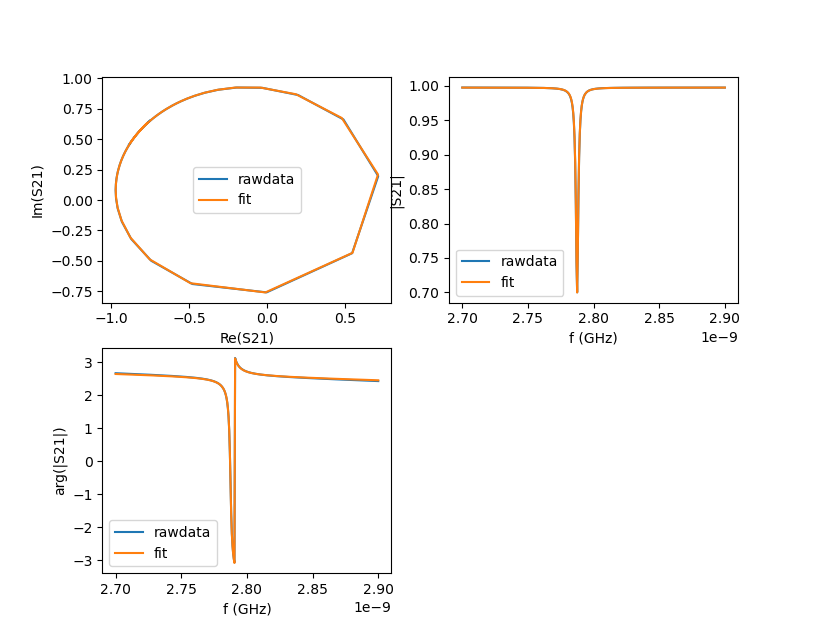 1.00
0.75
0.50
0.25
0.00
−0.25
−0.50
−0.75
Im(S21)
rawdata
fit
−1.0
−0.5
0.0
0.5
Re(S21)
1.00
0.95
0.90
0.85
0.80
0.75
0.70
|S21|
rawdata
fit
2.70
2.75
2.80
2.85
2.90
1e−9
f (GHz)
3
2
1
0
−1
−2
−3
arg(|S21|)
rawdata
fit
2.70
2.75
2.80
2.85
2.90
1e−9
f (GHz)